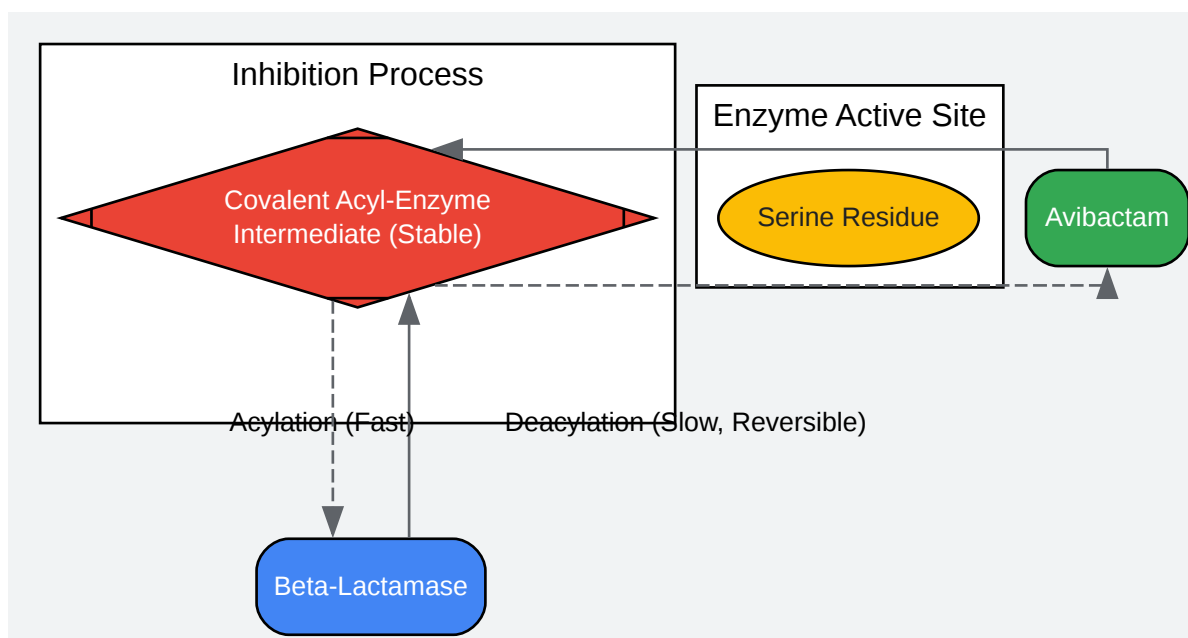 Inhibition Process
Enzyme Active Site
Covalent Acyl-Enzyme
Intermediate (Stable)
Serine Residue
Avibactam
Acylation (Fast)
Deacylation (Slow, Reversible)
Beta-Lactamase